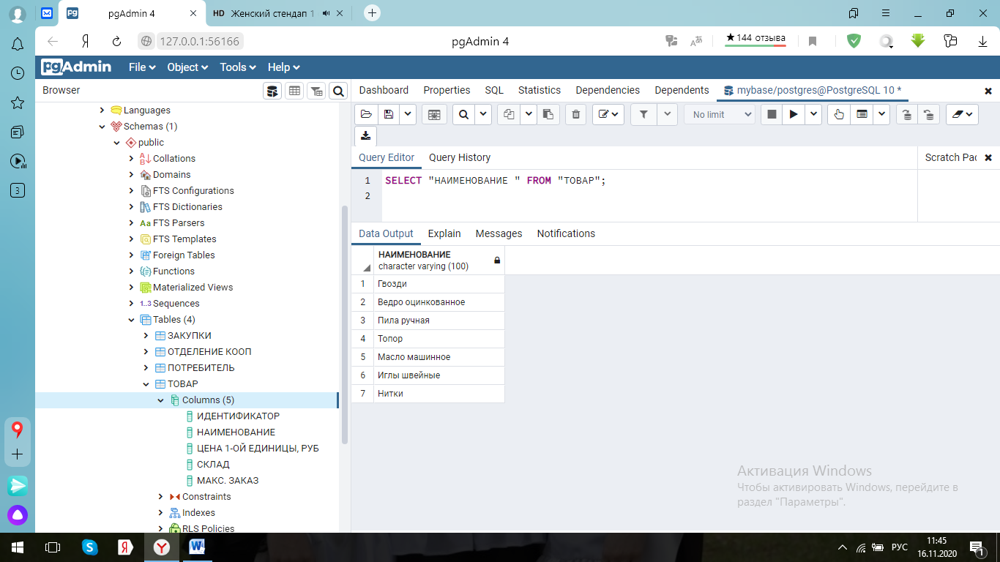 pgAdmin 4
HD Женский стендап 1
127.0.0.1:56166
pgAdmin 4
★144 отзыва
pgAdmin
File
Object
Tools
Help
Browser
Dashboard
Properties
SQL
Statistics
Dependencies
Dependents
mybase/postgres@PostgreSQL 10 *
No limit
Languages
Schemas (1)
public
Collations
Domains
FTS Configurations
FTS Dictionaries
Aa FTS Parsers
FTS Templates
Foreign Tables
Functions
Materialized Views
1..3 Sequences
Tables (4)
ЗАКУПКИ
ОТДЕЛЕНИЕ КООП
ПОТРЕБИТЕЛЬ
ТОВАР
Columns (5)
ИДЕНТИФИКАТОР
НАИМЕНОВАНИЕ
ЦЕНА 1-ОЙ ЕДИНИЦЫ, РУБ
СКЛАД
МАКС. ЗАКАЗ
Constraints
Indexes
RLS Policies
Query Editor
Query History
Scratch Pac
1 SELECT "НАИМЕНОВАНИЕ " FROM "ТОВАР";
2
Data Output
Explain
Messages
Notifications
НАИМЕНОВАНИЕ
character varying (100)
1 Гвозди
2 Ведро оцинкованное
3 Пила ручная
4 Топор
5 Масло машинное
6 Иглы швейные
7 Нитки
Активация Windows
Чтобы активировать Windows, перейдите в
раздел "Параметры".
3
РУС
11:45
16.11.2020
1